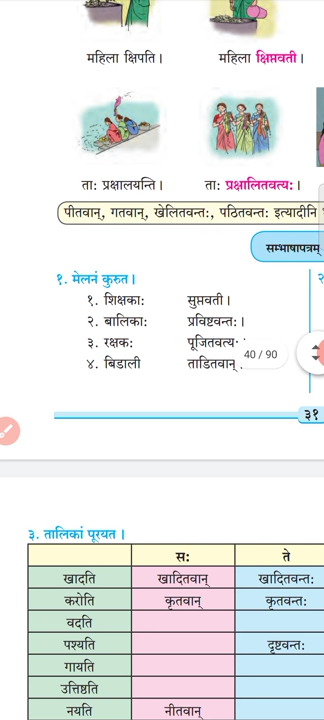 महिला क्षिपति ।
महिला क्षिप्तवती ।
ताः प्रक्षालयन्ति ।
ताः प्रक्षालितवत्यः ।
पीतवान्, गतवान्, खेलितवन्तः, पठितवन्तः इत्यादीनि
सम्भाषापत्रम्
१. मेलनं कुरुत ।
१. शिक्षकाः सुप्तवती ।
२. बालिकाः प्रविष्टवन्तः ।
३. रक्षकः पूजितवत्यः
४. बिडाली ताडितवान्
40 / 90
३१
३. तालिकां पूरयत ।
सः ते
खादति खादितवान् खादितवन्तः
करोति कृतवान् कृतवन्तः
वदति
पश्यति दृष्टवन्तः
गायति
उत्तिष्ठति
नयति नीतवान्